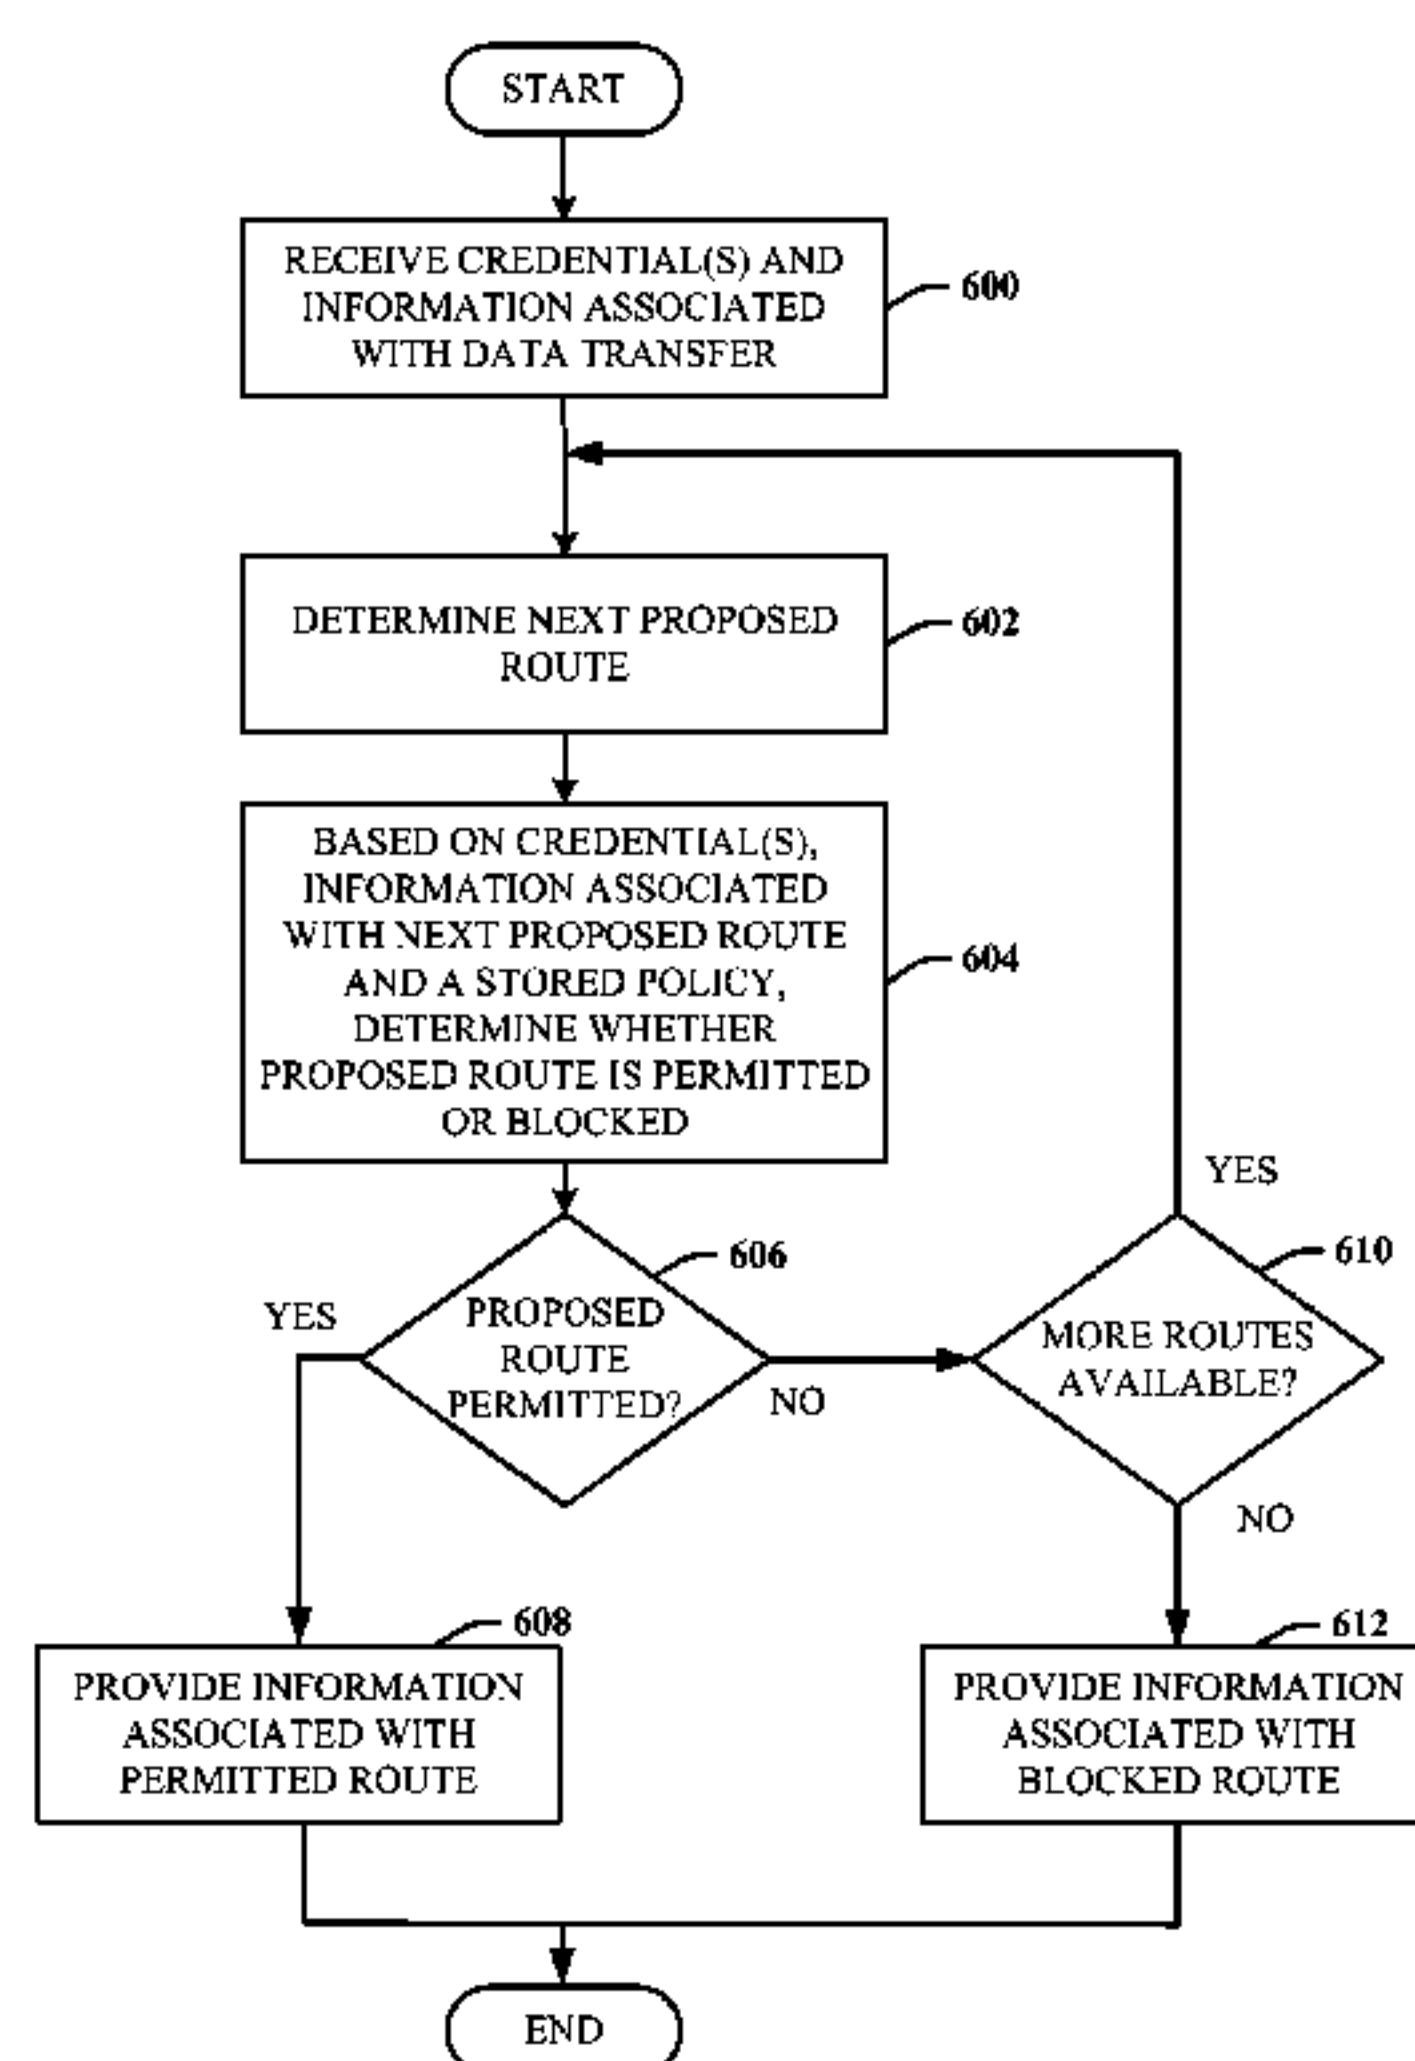 START
RECEIVE CREDENTIAL(S) AND
INFORMATION ASSOCIATED
WITH DATA TRANSFER
600
DETERMINE NEXT PROPOSED
ROUTE
602
BASED ON CREDENTIAL(S),
INFORMATION ASSOCIATED
WITH NEXT PROPOSED ROUTE
AND A STORED POLICY,
DETERMINE WHETHER
PROPOSED ROUTE IS PERMITTED
OR BLOCKED
604
606
PROPOSED
ROUTE
PERMITTED?
YES
NO
610
MORE ROUTES
AVAILABLE?
YES
NO
608
PROVIDE INFORMATION
ASSOCIATED WITH
PERMITTED ROUTE
612
PROVIDE INFORMATION
ASSOCIATED WITH
BLOCKED ROUTE
END